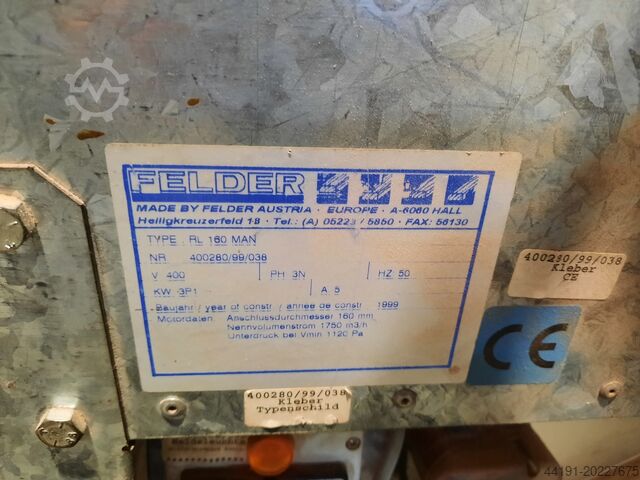 FELDER
MADE BY FELDER AUSTRIA · EUROPE · A-6060 HALL
Heiligkreuzerfeld 18 · Tel.: (A) 05223 / 5850 · FAX: 56130
TYPE RL 160 MAN
NR. 400280/99/038
V 400 PH 3N HZ 50
KW 3P1 A 5
Baujahr / year of constr / année de constr 1999
Motordaten: Anschlussdurchmesser 160 mm
Nennvolumenstrom 1750 m3/h
Unterdruck bei Vmin 1120 Pa
400280/99/038
Kleber
CE
CE
400280/99/038
Kleber
Typenschild
44191-20227675